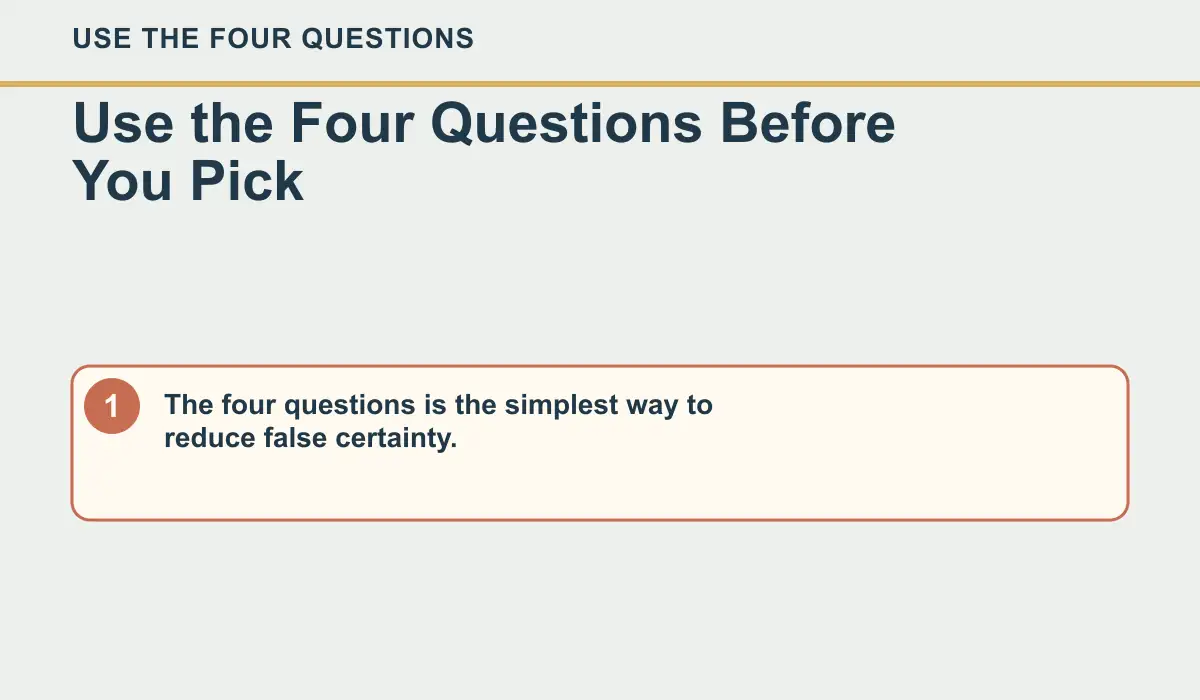 USE THE FOUR QUESTIONS
Use the Four Questions Before
You Pick
1
The four questions is the simplest way to
reduce false certainty.